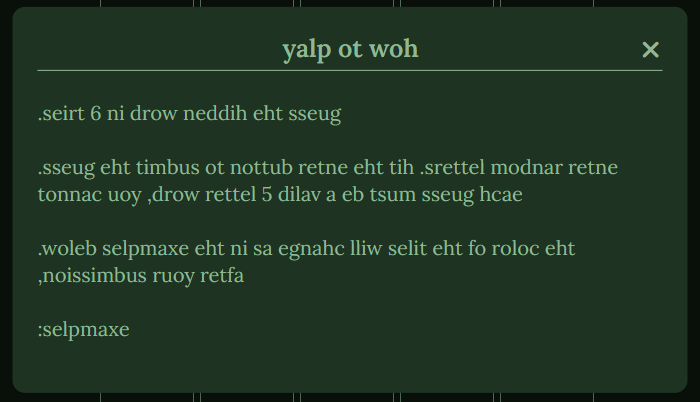 yalp ot woh
.seirt 6 ni drow neddih eht sseug
.sseug eht timbus ot nottub retne eht tih .srettel modnar retne
tonnac uoy ,drow rettel 5 dilav a eb tsum sseug hcae
.woleb selpmaxe eht ni sa egnahc lliw selit eht fo roloc eht
,noissimbus ruoy retfa
:selpmaxe